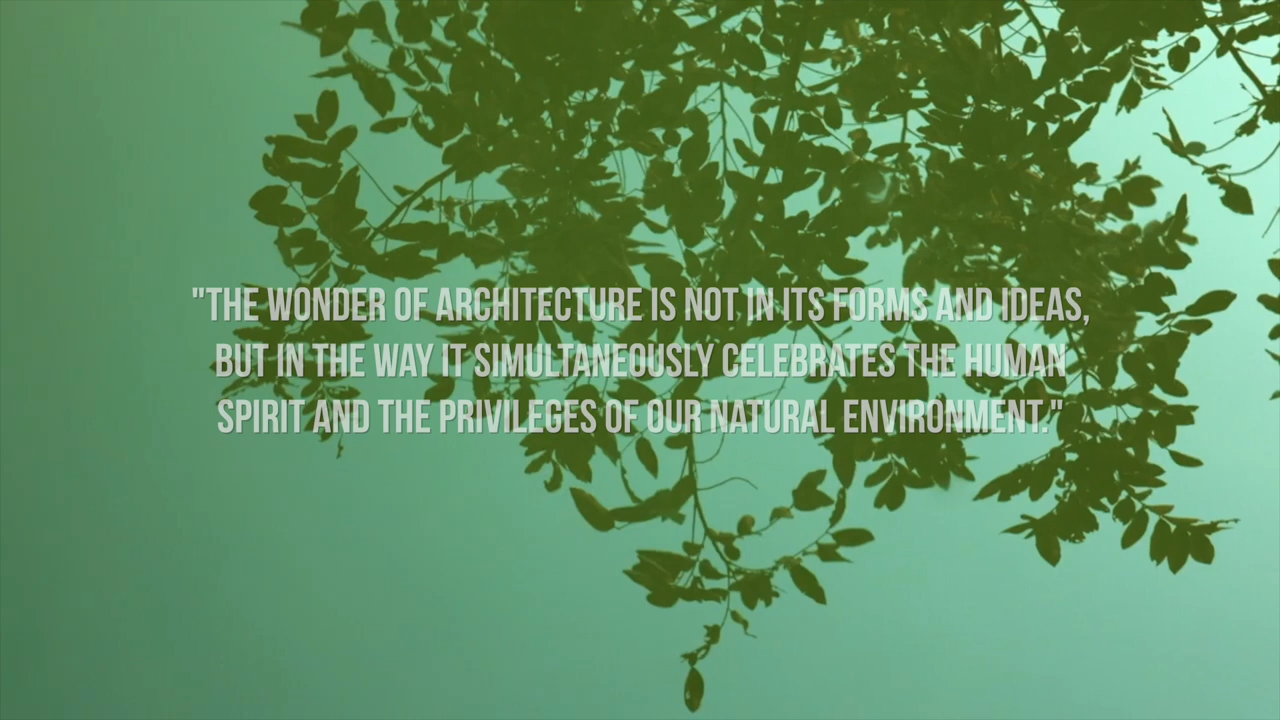 "THE WONDER OF ARCHITECTURE IS NOT IN ITS FORMS AND IDEAS,
BUT IN THE WAY IT SIMULTANEOUSLY CELEBRATES THE HUMAN
SPIRIT AND THE PRIVILEGES OF OUR NATURAL ENVIRONMENT."